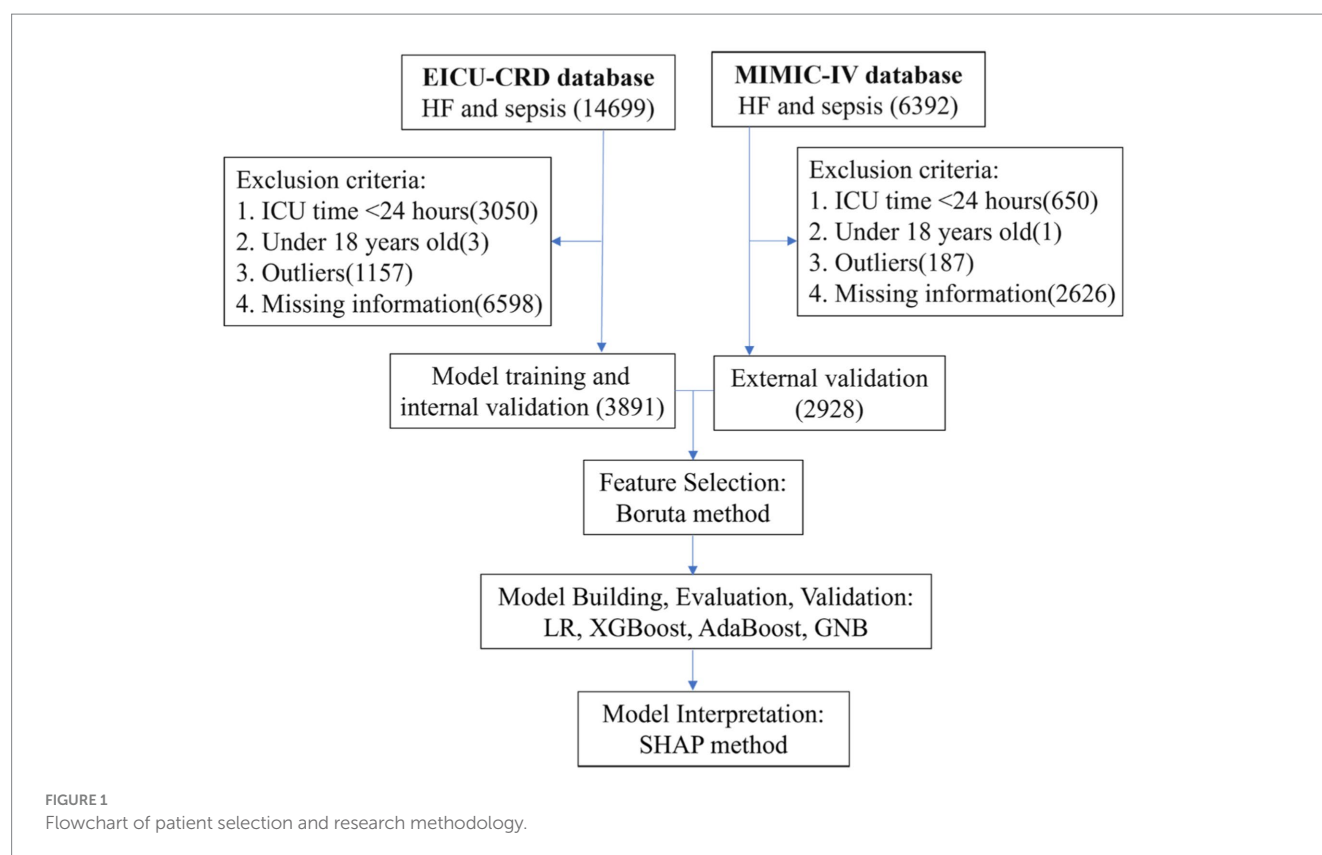 EICU-CRD database
HF and sepsis (14699)
MIMIC-IV database
HF and sepsis (6392)
Exclusion criteria:
1. ICU time <24 hours(3050)
2. Under 18 years old(3)
3. Outliers(1157)
4. Missing information(6598)
Exclusion criteria:
1. ICU time <24 hours(650)
2. Under 18 years old(1)
3. Outliers(187)
4. Missing information(2626)
Model training and
internal validation (3891)
External validation
(2928)
Feature Selection:
Boruta method
Model Building, Evaluation, Validation:
LR, XGBoost, AdaBoost, GNB
Model Interpretation:
SHAP method
FIGURE 1
Flowchart of patient selection and research methodology.